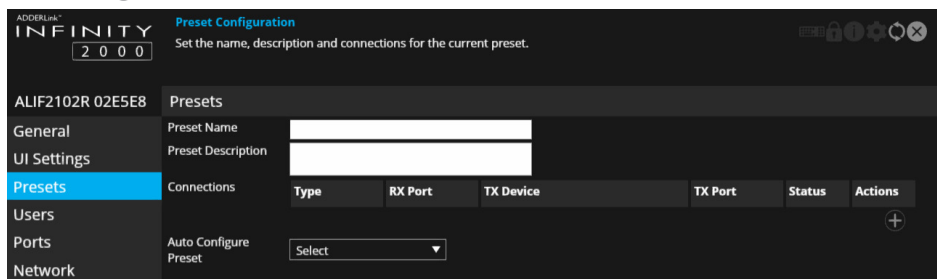 ADDERLink™
INFINITY
2000
Preset Configuration
Set the name, description and connections for the current preset.
ALIF2102R 02E5E8
Presets
General
UI Settings
Presets
Users
Ports
Network
Preset Name
Preset Description
Connections
Type RX Port TX Device TX Port Status Actions
Auto Configure
Preset
Select